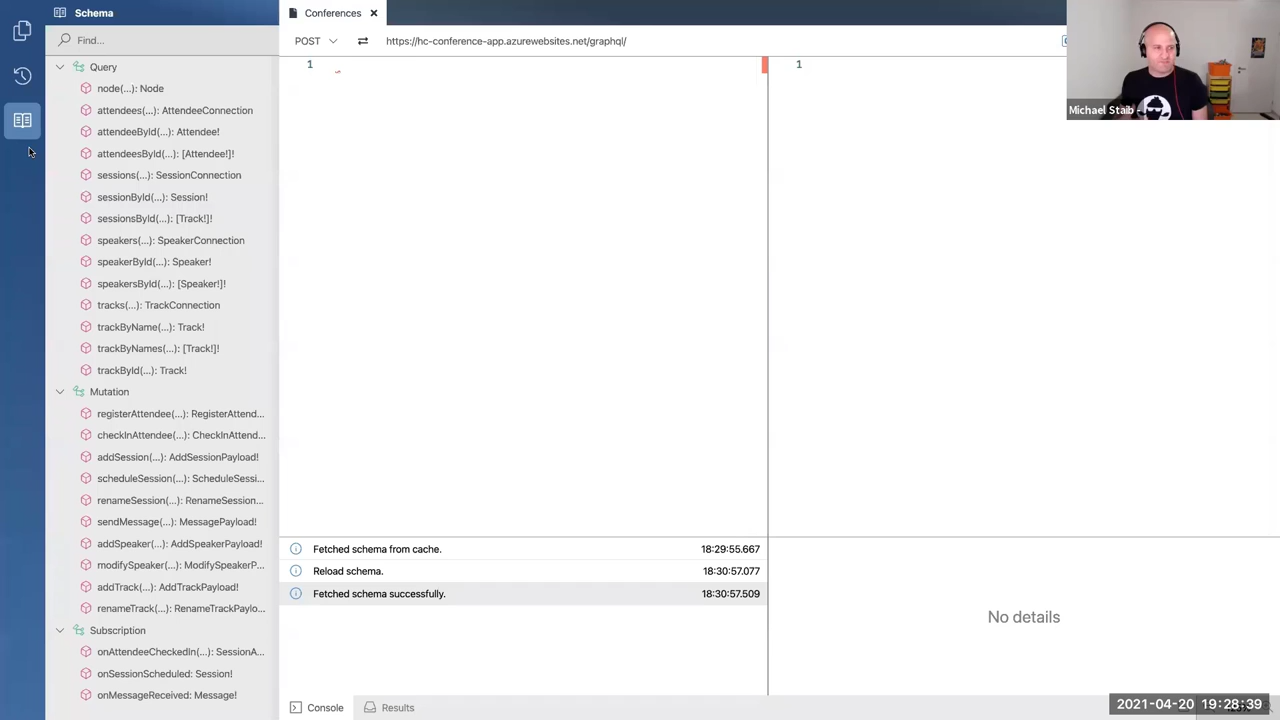 Schema
Conferences
Find...
POST
https://hc-conference-app.azurewebsites.net/graphql/
Query
node(...): Node
attendees(...): AttendeeConnection
attendeeById(...): Attendee!
attendeesById(...): [Attendee!]!
sessions(...): SessionConnection
sessionById(...): Session!
sessionsById(...): [Track!]!
speakers(...): SpeakerConnection
speakerById(...): Speaker!
speakersById(...): [Speaker!]!
tracks(...): TrackConnection
trackByName(...): Track!
trackByNames(...): [Track!]!
trackById(...): Track!
Mutation
registerAttendee(...): RegisterAttend...
checkInAttendee(...): CheckInAttend...
addSession(...): AddSessionPayload!
scheduleSession(...): ScheduleSessi...
renameSession(...): RenameSession...
sendMessage(...): MessagePayload!
addSpeaker(...): AddSpeakerPayload!
modifySpeaker(...): ModifySpeakerP...
addTrack(...): AddTrackPayload!
renameTrack(...): RenameTrackPaylo...
Subscription
onAttendeeCheckedIn(...): SessionA...
onSessionScheduled: Session!
onMessageReceived: Message!
1
1
Michael Staib -
Fetched schema from cache. 18:29:55.667
Reload schema. 18:30:57.077
Fetched schema successfully. 18:30:57.509
No details
Console
Results
2021-04-20 19:28:39